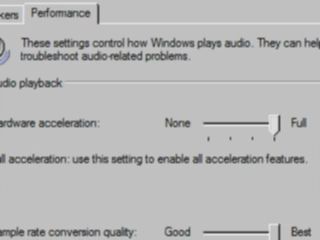 kers Performance
These settings control how Windows plays audio. They can help
troubleshoot audio-related problems.
udio playback
ardware acceleration: None Full
ll acceleration: use this setting to enable all acceleration features.
ample rate conversion quality: Good Best